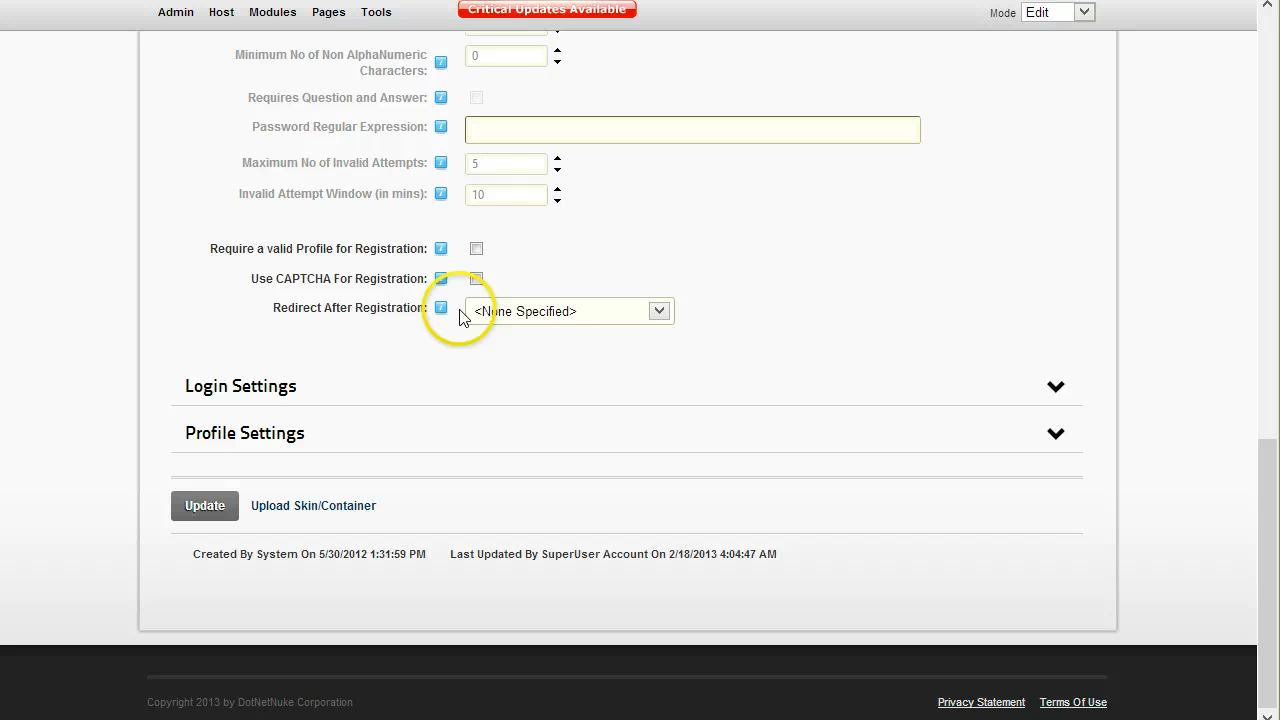 Admin Host Modules Pages Tools Critical Updates Available Mode Edit
Minimum No of Non AlphaNumeric
Characters: 0
Requires Question and Answer:
Password Regular Expression:
Maximum No of Invalid Attempts: 5
Invalid Attempt Window (in mins): 10
Require a valid Profile for Registration:
Use CAPTCHA For Registration:
Redirect After Registration: <None Specified>
Login Settings
Profile Settings
Update Upload Skin/Container
Created By System On 5/30/2012 1:31:59 PM Last Updated By SuperUser Account On 2/18/2013 4:04:47 AM
Copyright 2013 by DotNetNuke Corporation Privacy Statement Terms Of Use